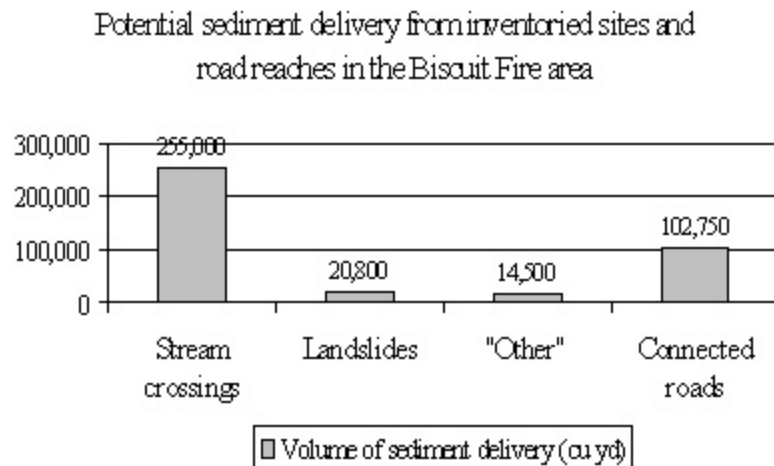 Potential sediment delivery from inventoried sites and
road reaches in the Biscuit Fire area
300,000
255,000
200,000
102,750
100,000
20,800
14,500
0
Stream crossings
Landslides
"Other"
Connected roads
Volume of sediment delivery (cu yd)